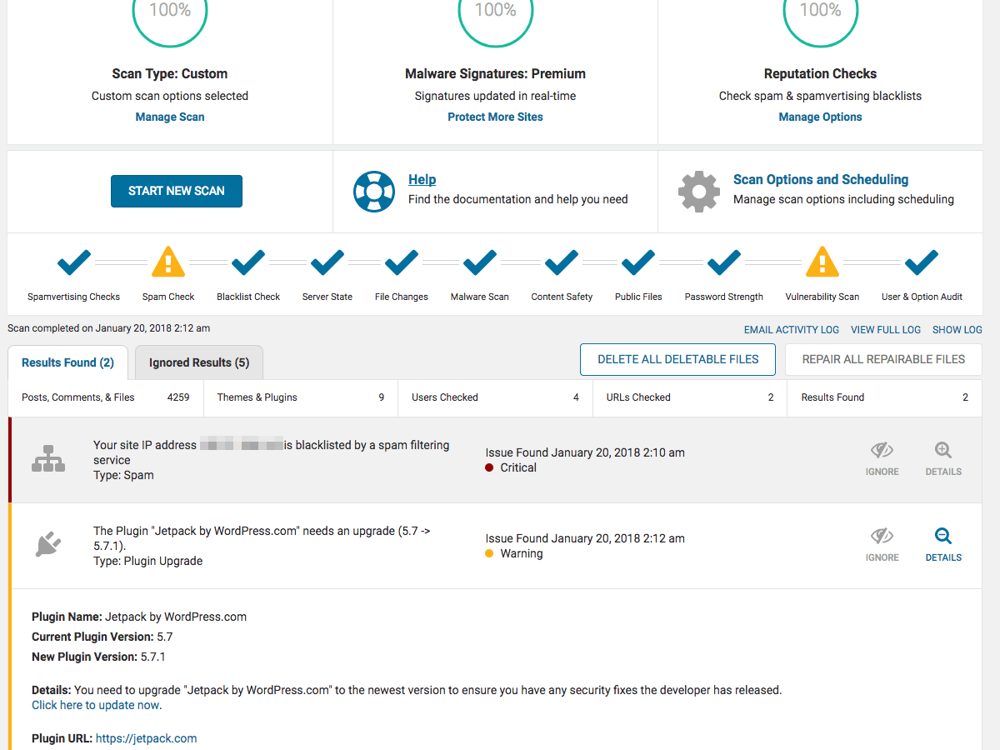 100%
100%
100%
Scan Type: Custom
Custom scan options selected
Manage Scan
Malware Signatures: Premium
Signatures updated in real-time
Protect More Sites
Reputation Checks
Check spam & spamvertising blacklists
Manage Options
START NEW SCAN
Help
Find the documentation and help you need
Scan Options and Scheduling
Manage scan options including scheduling
Spamvertising Checks
Spam Check
Blacklist Check
Server State
File Changes
Malware Scan
Content Safety
Public Files
Password Strength
Vulnerability Scan
User & Option Audit
Scan completed on January 20, 2018 2:12 am
EMAIL ACTIVITY LOG
VIEW FULL LOG
SHOW LOG
Results Found (2)
Ignored Results (5)
DELETE ALL DELETABLE FILES
REPAIR ALL REPAIRABLE FILES
Posts, Comments, & Files 4259
Themes & Plugins 9
Users Checked 4
URLs Checked 2
Results Found 2
Your site IP address is blacklisted by a spam filtering
service
Type: Spam
Issue Found January 20, 2018 2:10 am
Critical
IGNORE
DETAILS
The Plugin "Jetpack by WordPress.com" needs an upgrade (5.7 ->
5.7.1).
Type: Plugin Upgrade
Issue Found January 20, 2018 2:12 am
Warning
IGNORE
DETAILS
Plugin Name: Jetpack by WordPress.com
Current Plugin Version: 5.7
New Plugin Version: 5.7.1
Details: You need to upgrade "Jetpack by WordPress.com" to the newest version to ensure you have any security fixes the developer has released.
Click here to update now.
Plugin URL: https://jetpack.com